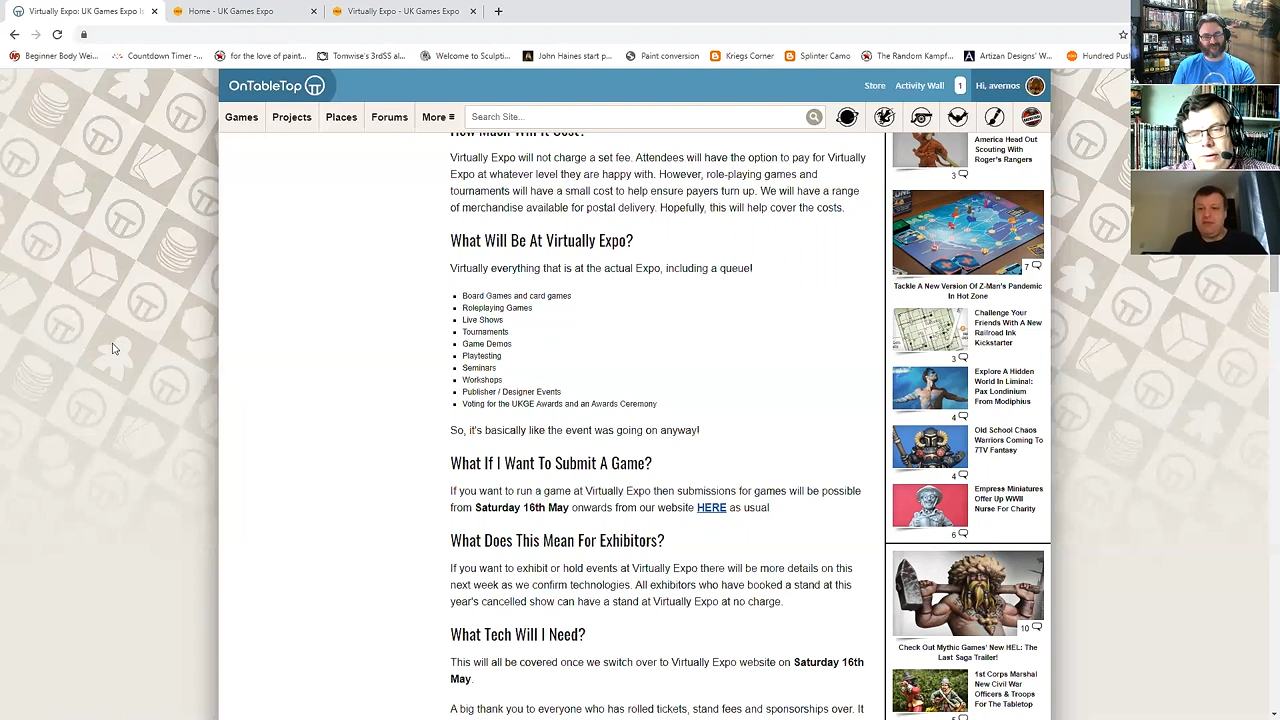 Virtually Expo: UK Games Expo Is
Home - UK Games Expo
Virtually Expo - UK Games Expo
Beginner Body Wei...
Countdown Timer -...
for the love of paint...
Tomwise's 3rdSS al...
Welcome to Sculpti...
John Haines start p...
Paint conversion
Kriegs Corner
Splinter Camo
The Random Kampf...
Artizan Designs' W...
Hundred Push
OnTableTop
Store
Activity Wall
1
Hi, avernos
Games
Projects
Places
Forums
More
Search Site...
How Much Will It Cost?
Virtually Expo will not charge a set fee. Attendees will have the option to pay for Virtually
Expo at whatever level they are happy with. However, role-playing games and
tournaments will have a small cost to help ensure payers turn up. We will have a range
of merchandise available for postal delivery. Hopefully, this will help cover the costs.
What Will Be At Virtually Expo?
Virtually everything that is at the actual Expo, including a queue!
Board Games and card games
Roleplaying Games
Live Shows
Tournaments
Game Demos
Playtesting
Seminars
Workshops
Publisher / Designer Events
Voting for the UKGE Awards and an Awards Ceremony
So, it's basically like the event was going on anyway!
What If I Want To Submit A Game?
If you want to run a game at Virtually Expo then submissions for games will be possible
from Saturday 16th May onwards from our website HERE as usual
What Does This Mean For Exhibitors?
If you want to exhibit or hold events at Virtually Expo there will be more details on this
next week as we confirm technologies. All exhibitors who have booked a stand at this
year's cancelled show can have a stand at Virtually Expo at no charge.
What Tech Will I Need?
This will all be covered once we switch over to Virtually Expo website on Saturday 16th
May.
A big thank you to everyone who has rolled tickets, stand fees and sponsorships over. It
America Head Out
Scouting With
Roger's Rangers
3
7
Tackle A New Version Of Z-Man's Pandemic
In Hot Zone
Challenge Your
Friends With A New
Railroad Ink
Kickstarter
3
Explore A Hidden
World In Liminal:
Pax Londinium
From Modiphius
4
Old School Chaos
Warriors Coming To
7TV Fantasy
4
Empress Miniatures
Offer Up WWII
Nurse For Charity
6
10
Check Out Mythic Games' New HEL: The
Last Saga Trailer!
1st Corps Marshal
New Civil War
Officers & Troops
For The Tabletop
5